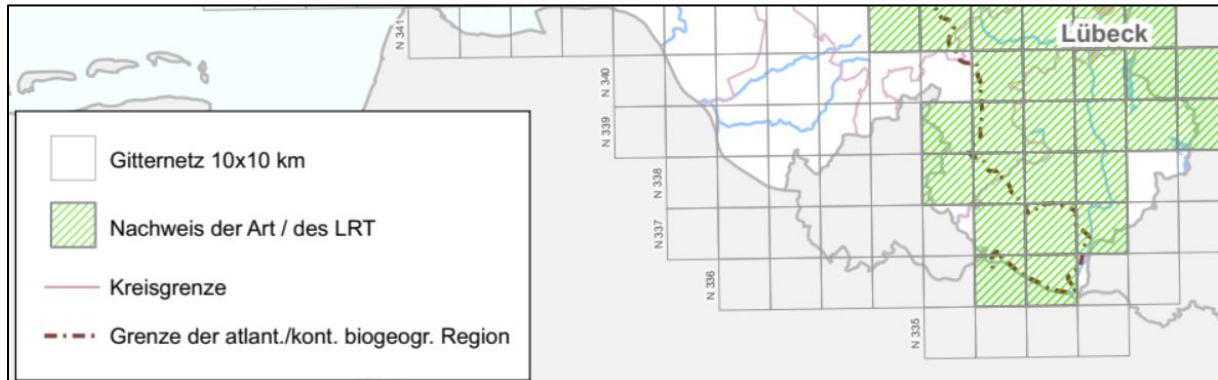 N 341
Lübeck
N 340
N 339
N 338
N 337
N 336
N 335
Gitternetz 10x10 km
Nachweis der Art / des LRT
Kreisgrenze
Grenze der atlant./kont. biogeogr. Region